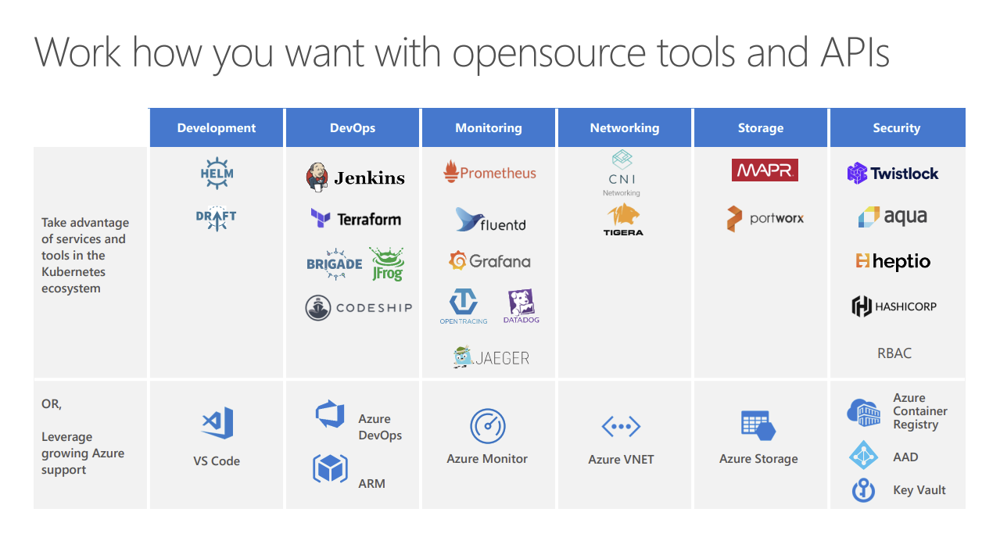 Work how you want with opensource tools and APIs
Development
DevOps
Monitoring
Networking
Storage
Security
Take advantage
of services and
tools in the
Kubernetes
ecosystem
HELM
DRAFT
Jenkins
Terraform
BRIGADE
JFrog
CODESHIP
Prometheus
fluentd
Grafana
OPENTRACING
DATADOG
JAEGER
CNI
Networking
TIGERA
MAPR
portworx
Twistlock
aqua
heptio
HASHICORP
RBAC
OR,
Leverage
growing Azure
support
VS Code
Azure
DevOps
ARM
Azure Monitor
Azure VNET
Azure Storage
Azure
Container
Registry
AAD
Key Vault